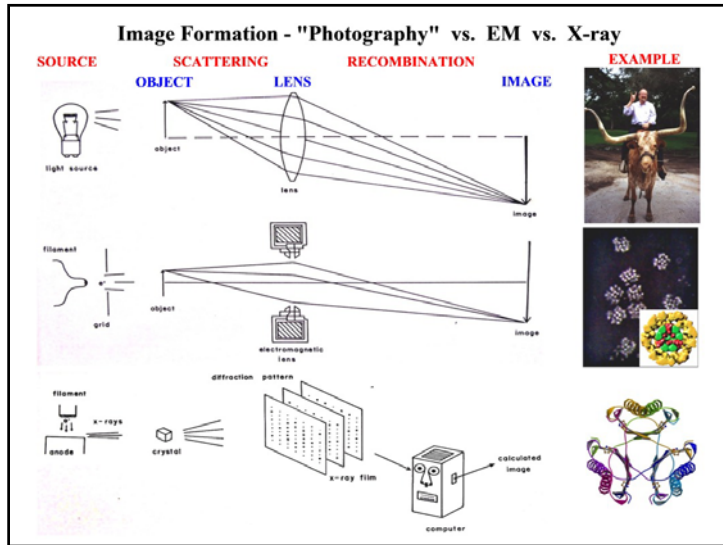 Image Formation - "Photography" vs. EM vs. X-ray
SOURCE SCATTERING RECOMBINATION EXAMPLE
OBJECT LENS IMAGE
object
light source
lens
image
filament
e⁻
grid
object
electromagnetic
lens
image
diffraction pattern
filament
e⁻
x-rays
anode
crystal
x-ray film
calculated
image
computer